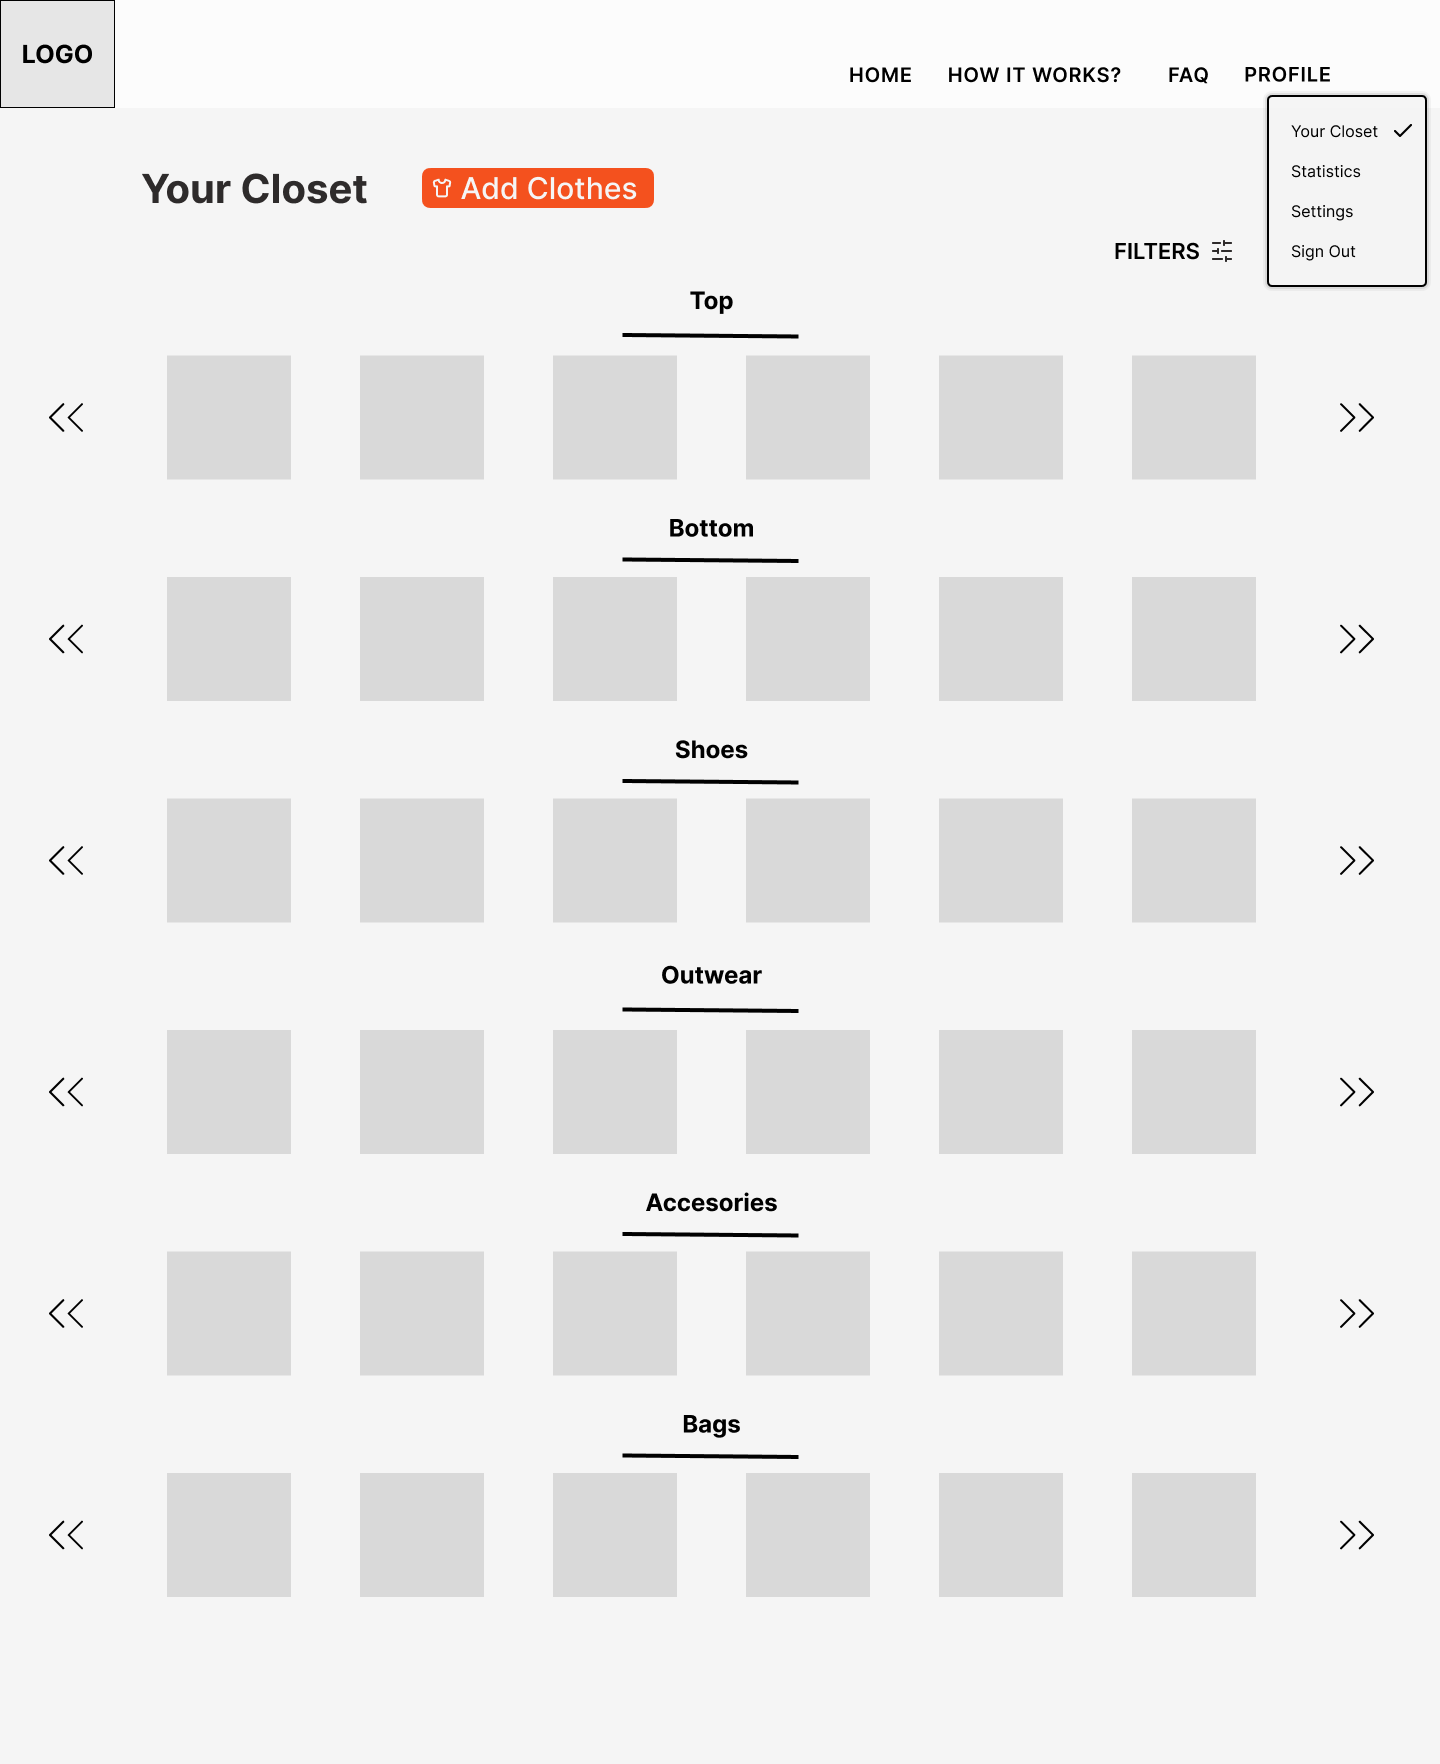 LOGO
HOME HOW IT WORKS? FAQ PROFILE
Your Closet
Statistics
Settings
Sign Out
Your Closet
Add Clothes
FILTERS
Top
Bottom
Shoes
Outwear
Accesories
Bags